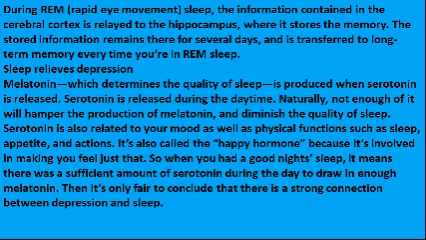 During REM (rapid eye movement) sleep, the information contained in the
cerebral cortex is relayed to the hippocampus, where it stores the memory. The
stored information remains there for several days, and is transferred to long-
term memory every time you're in REM sleep.
Sleep relieves depression
Melatonin—which determines the quality of sleep—is produced when serotonin
is released. Serotonin is released during the daytime. Naturally, not enough of it
will hamper the production of melatonin, and diminish the quality of sleep.
Serotonin is also related to your mood as well as physical functions such as sleep,
appetite, and actions. It's also called the “happy hormone” because it's involved
in making you feel just that. So when you had a good nights' sleep, it means
there was a sufficient amount of serotonin during the day to draw in enough
melatonin. Then it's only fair to conclude that there is a strong connection
between depression and sleep.